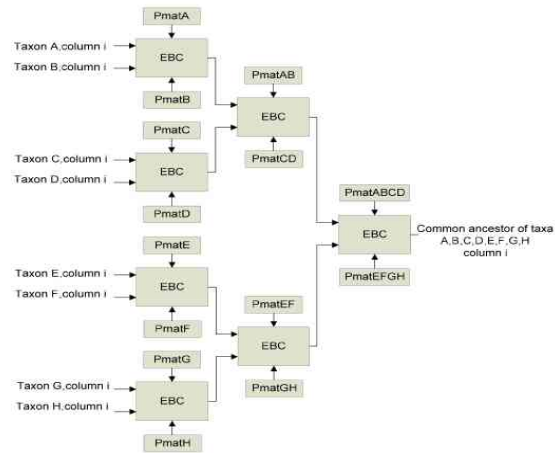 PmatA
Taxon A,column i
Taxon B,column i
EBC
PmatB
PmatC
Taxon C,column i
Taxon D,column i
EBC
PmatD
PmatAB
EBC
PmatCD
PmatE
Taxon E,column i
Taxon F,column i
EBC
PmatF
PmatG
Taxon G,column i
Taxon H,column i
EBC
PmatH
PmatEF
EBC
PmatGH
PmatABCD
EBC
PmatEFGH
Common ancestor of taxa
A,B,C,D,E,F,G,H
column i